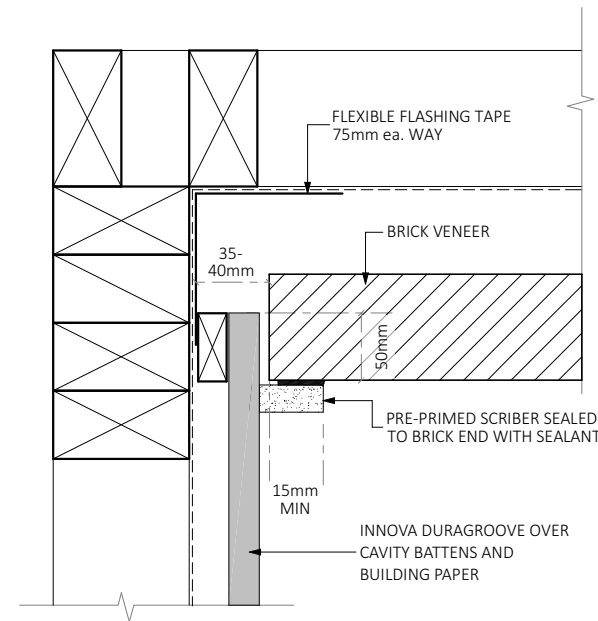 FLEXIBLE FLASHING TAPE
75mm ea. WAY
BRICK VENEER
35-
40mm
50mm
PRE-PRIMED SCRIBER SEALED
TO BRICK END WITH SEALANT
15mm
MIN
INNOVA DURAGROOVE OVER
CAVITY BATTENS AND
BUILDING PAPER